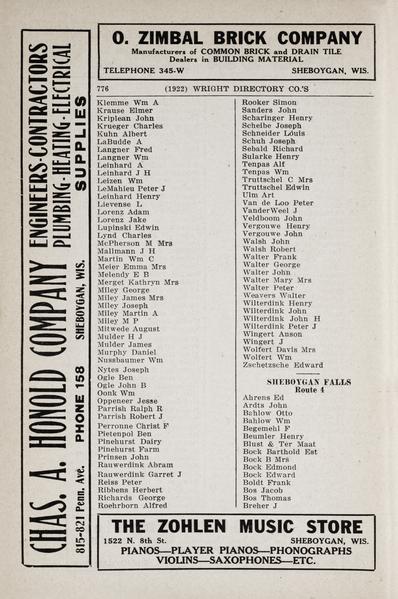 O. ZIMBAL BRICK COMPANY
Manufacturers of COMMON BRICK and DRAIN TILE
Dealers in BUILDING MATERIAL
TELEPHONE 345-W SHEBOYGAN, WIS.
CHAS. A. HONOLD COMPANY
ENGINEERS-CONTRACTORS
PLUMBING-HEATING-ELECTRICAL
SUPPLIES
815-821 Penn. Ave. PHONE 158 SHEBOYGAN, WIS.
776 (1922) WRIGHT DIRECTORY CO.'S
Klemme Wm A
Krause Elmer
Kriplean John
Krueger Charles
Kuhn Albert
LaBudde A
Langner Fred
Langner Wm
Leinhard A
Leinhard J H
Leizen Wm
LeMahieu Peter J
Leinhard Henry
Lievense L
Lorenz Adam
Lorenz Jake
Lupinski Edwin
Lynd Charles
McPherson M Mrs
Mallmann J H
Martin Wm C
Meier Emma Mrs
Melendy E B
Merget Kathryn Mrs
Miley George
Miley James Mrs
Miley Joseph
Miley Martin A
Miley M P
Mitwede August
Mulder H J
Mulder James
Murphy Daniel
Nussbaumer Wm
Nytes Joseph
Ogle Ben
Ogle John B
Oonk Wm
Oppeneer Jesse
Parrish Ralph R
Parrish Robert J
Perronne Christ F
Pietenpol Ben
Pinehurst Dairy
Pinehurst Farm
Prinsen John
Rauwerdink Abram
Rauwerdink Garret J
Reiss Peter
Ribbens Herbert
Richards George
Roehrborn Alfred
Rooker Simon
Sanders John
Scharinger Henry
Scheibe Joseph
Schneider Louis
Schuh Joseph
Sebald Richard
Sularke Henry
Tenpas Alf
Tenpas Wm
Truttschel C Mrs
Truttschel Edwin
Ulm Art
Van de Loo Peter
VanderWeel J
Veldboom John
Vergouwe Henry
Vergouwe John
Walsh John
Walsh Robert
Walter Frank
Walter George
Walter John
Walter Mary Mrs
Walter Peter
Weavers Walter
Wilterdink Henry
Wilterdink John
Wilterdink John H
Wilterdink Peter J
Wingert Anson
Wingert J
Wolfert Davis Mrs
Wolfert Wm
Zschetzsche Edward
SHEBOYGAN FALLS
Route 4
Ahrens Ed
Ardts John
Bahlow Otto
Bahlow Wm
Begemehl F
Beumler Henry
Blust & Ter Maat
Bock Barthold Est
Bock B Mrs
Bock Edmond
Bock Edward
Boldt Frank
Bos Jacob
Bos Thomas
Breher J
THE ZOHLEN MUSIC STORE
1522 N. 8th St. SHEBOYGAN, WIS.
PIANOS—PLAYER PIANOS—PHONOGRAPHS
VIOLINS—SAXOPHONES—ETC.